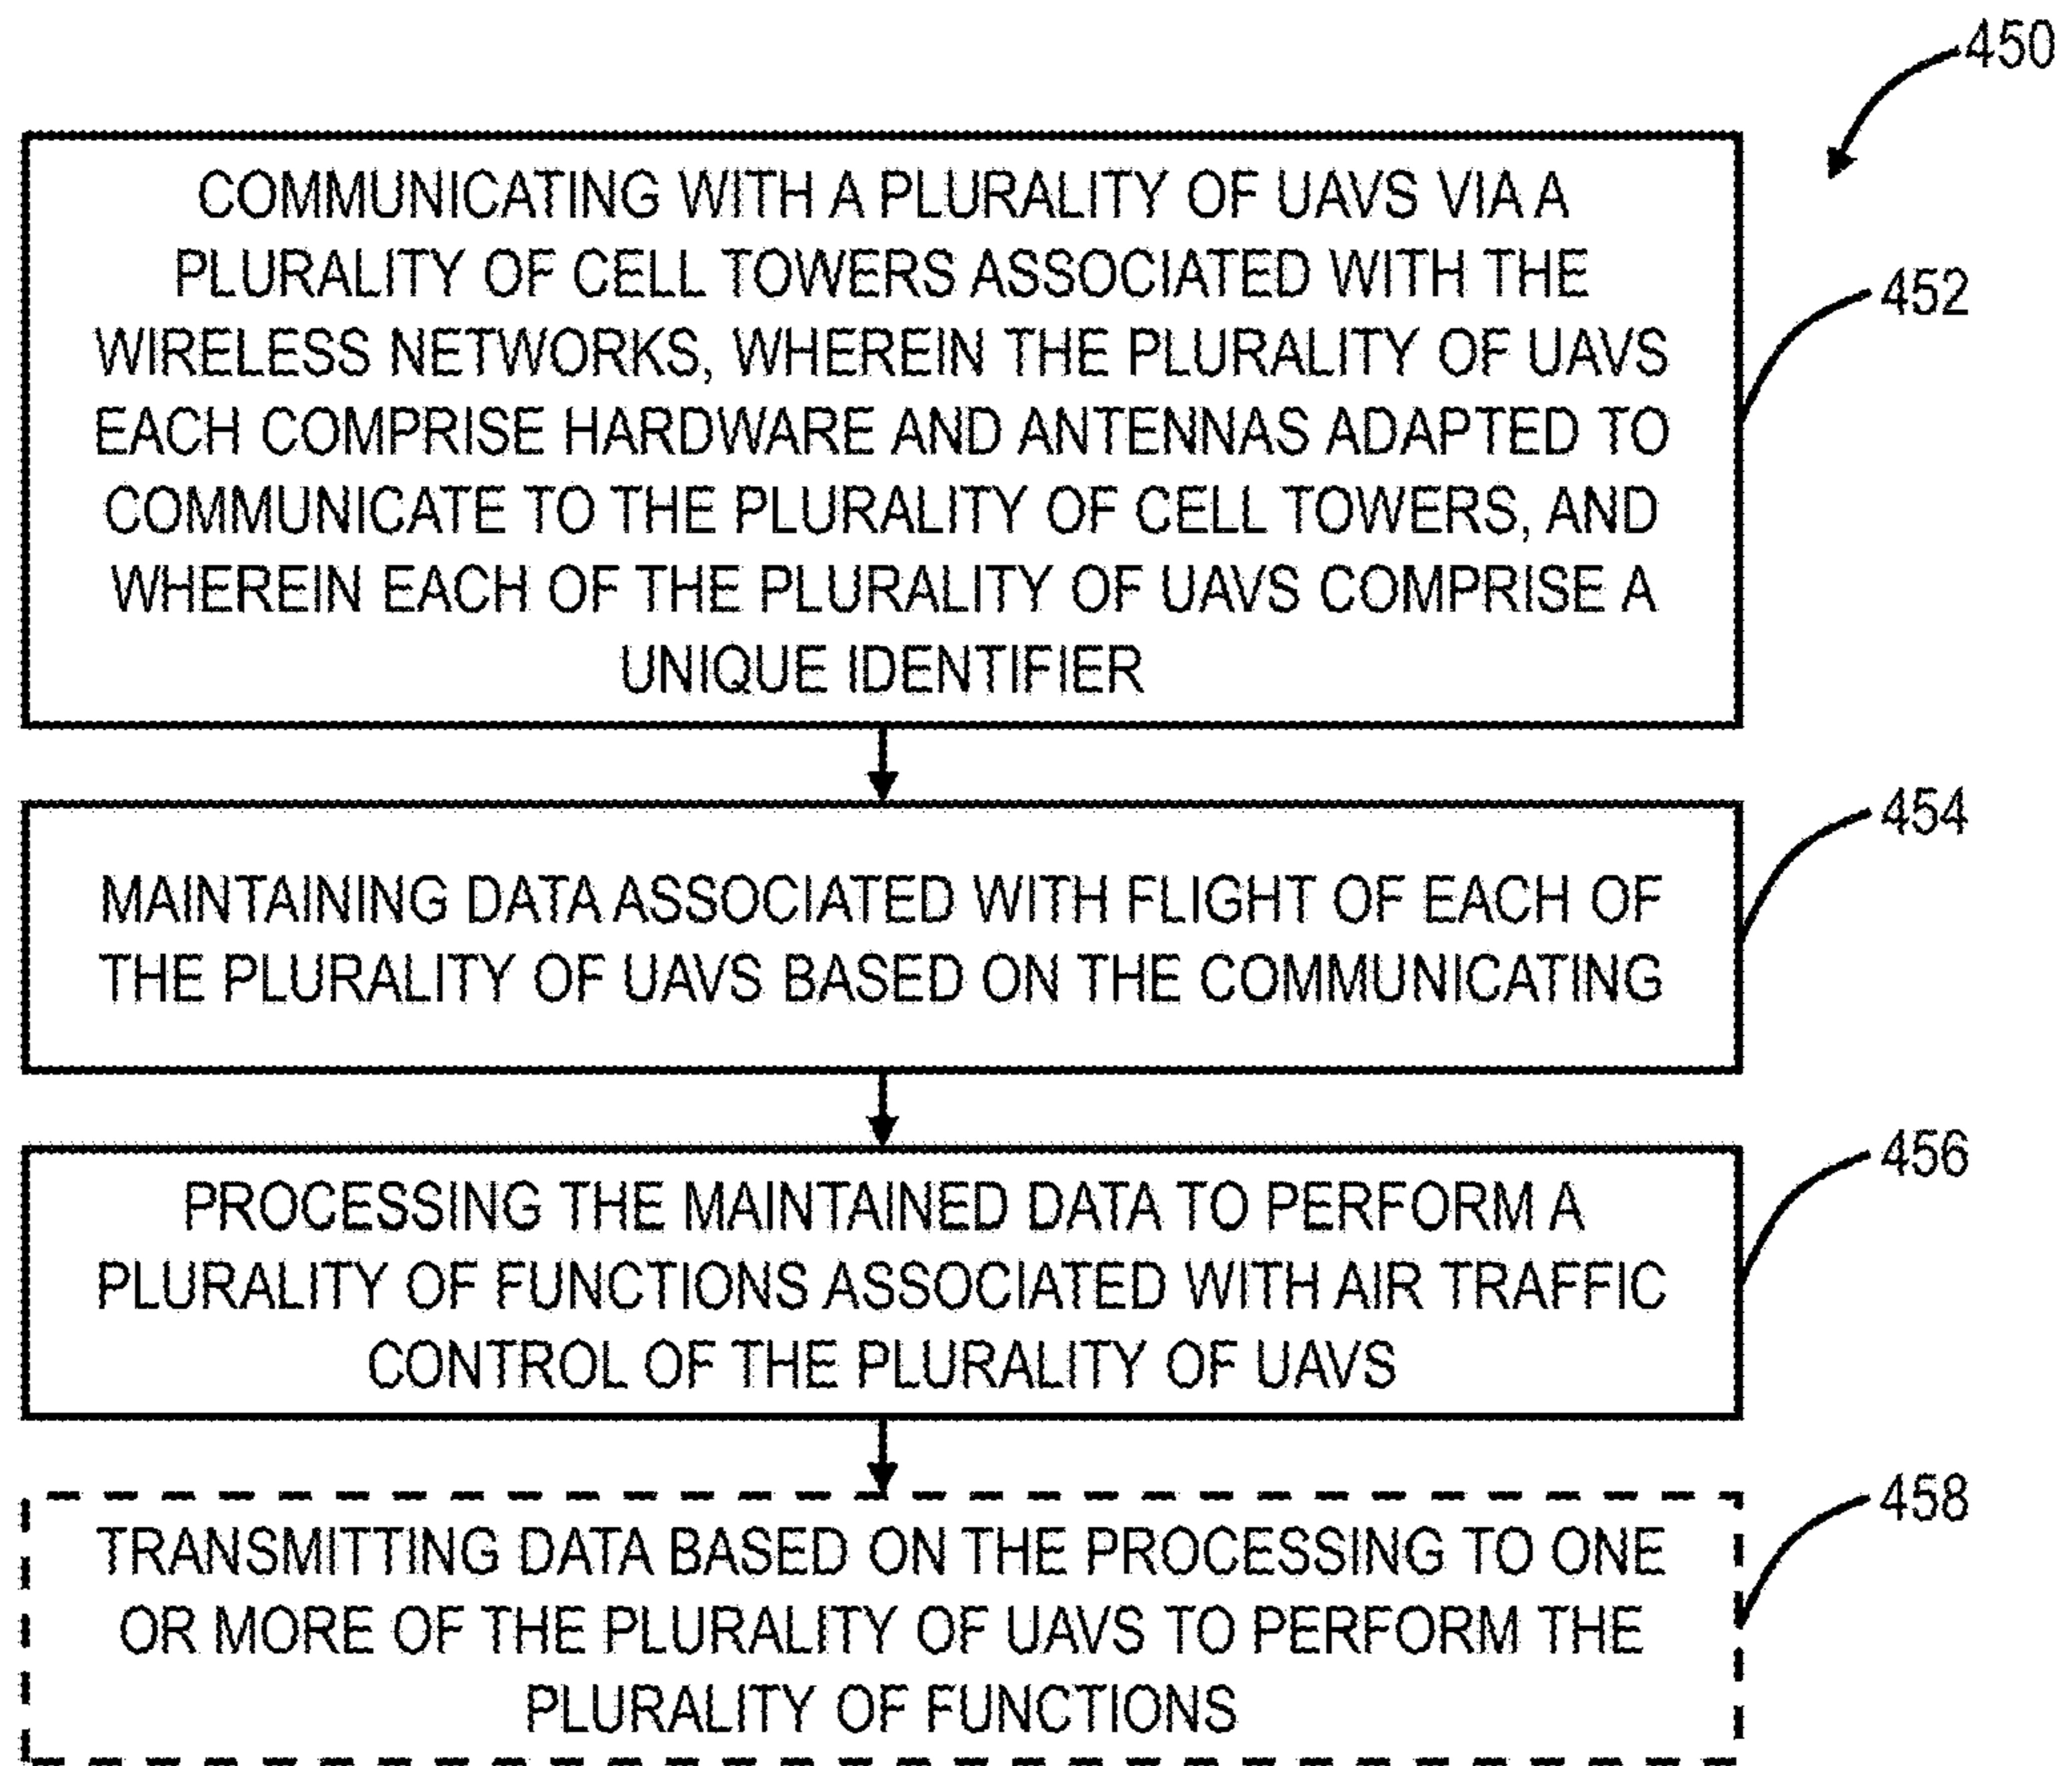 450
COMMUNICATING WITH A PLURALITY OF UAVS VIA A
PLURALITY OF CELL TOWERS ASSOCIATED WITH THE
WIRELESS NETWORKS, WHEREIN THE PLURALITY OF UAVS
EACH COMPRISE HARDWARE AND ANTENNAS ADAPTED TO
COMMUNICATE TO THE PLURALITY OF CELL TOWERS, AND
WHEREIN EACH OF THE PLURALITY OF UAVS COMPRISE A
UNIQUE IDENTIFIER
452
MAINTAINING DATA ASSOCIATED WITH FLIGHT OF EACH OF
THE PLURALITY OF UAVS BASED ON THE COMMUNICATING
454
PROCESSING THE MAINTAINED DATA TO PERFORM A
PLURALITY OF FUNCTIONS ASSOCIATED WITH AIR TRAFFIC
CONTROL OF THE PLURALITY OF UAVS
456
TRANSMITTING DATA BASED ON THE PROCESSING TO ONE
OR MORE OF THE PLURALITY OF UAVS TO PERFORM THE
PLURALITY OF FUNCTIONS
458